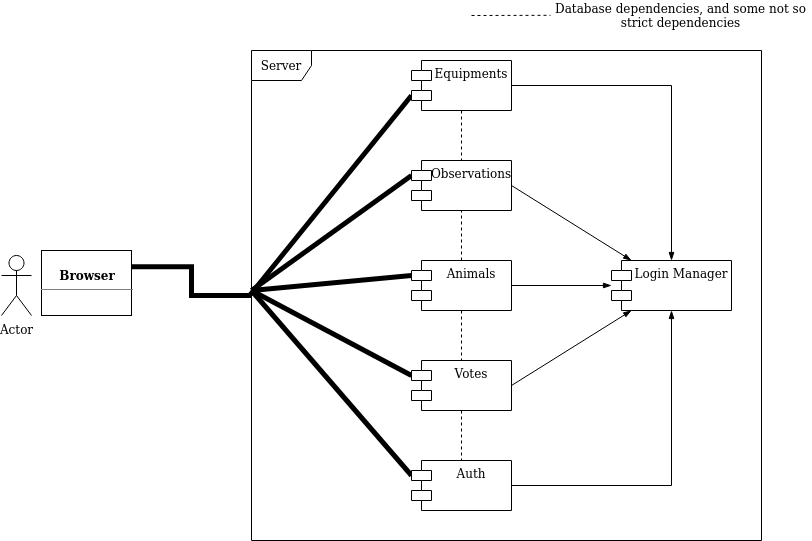 Database dependencies, and some not so
strict dependencies
Server
Equipments
Observations
Browser
Animals
Login Manager
Actor
Votes
Auth